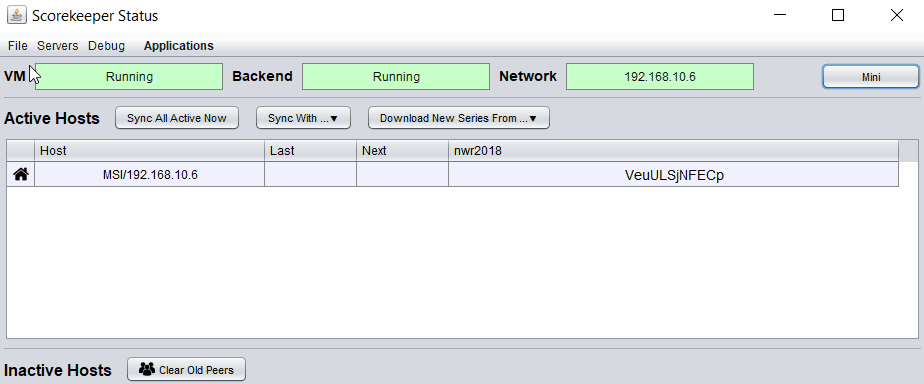 Scorekeeper Status
File Servers Debug Applications
VM Running Backend Running Network 192.168.10.6 Mini
Active Hosts Sync All Active Now Sync With ... Download New Series From ...
Host Last Next nwr2018
MSI/192.168.10.6 VeuULSjNFECp
Inactive Hosts Clear Old Peers